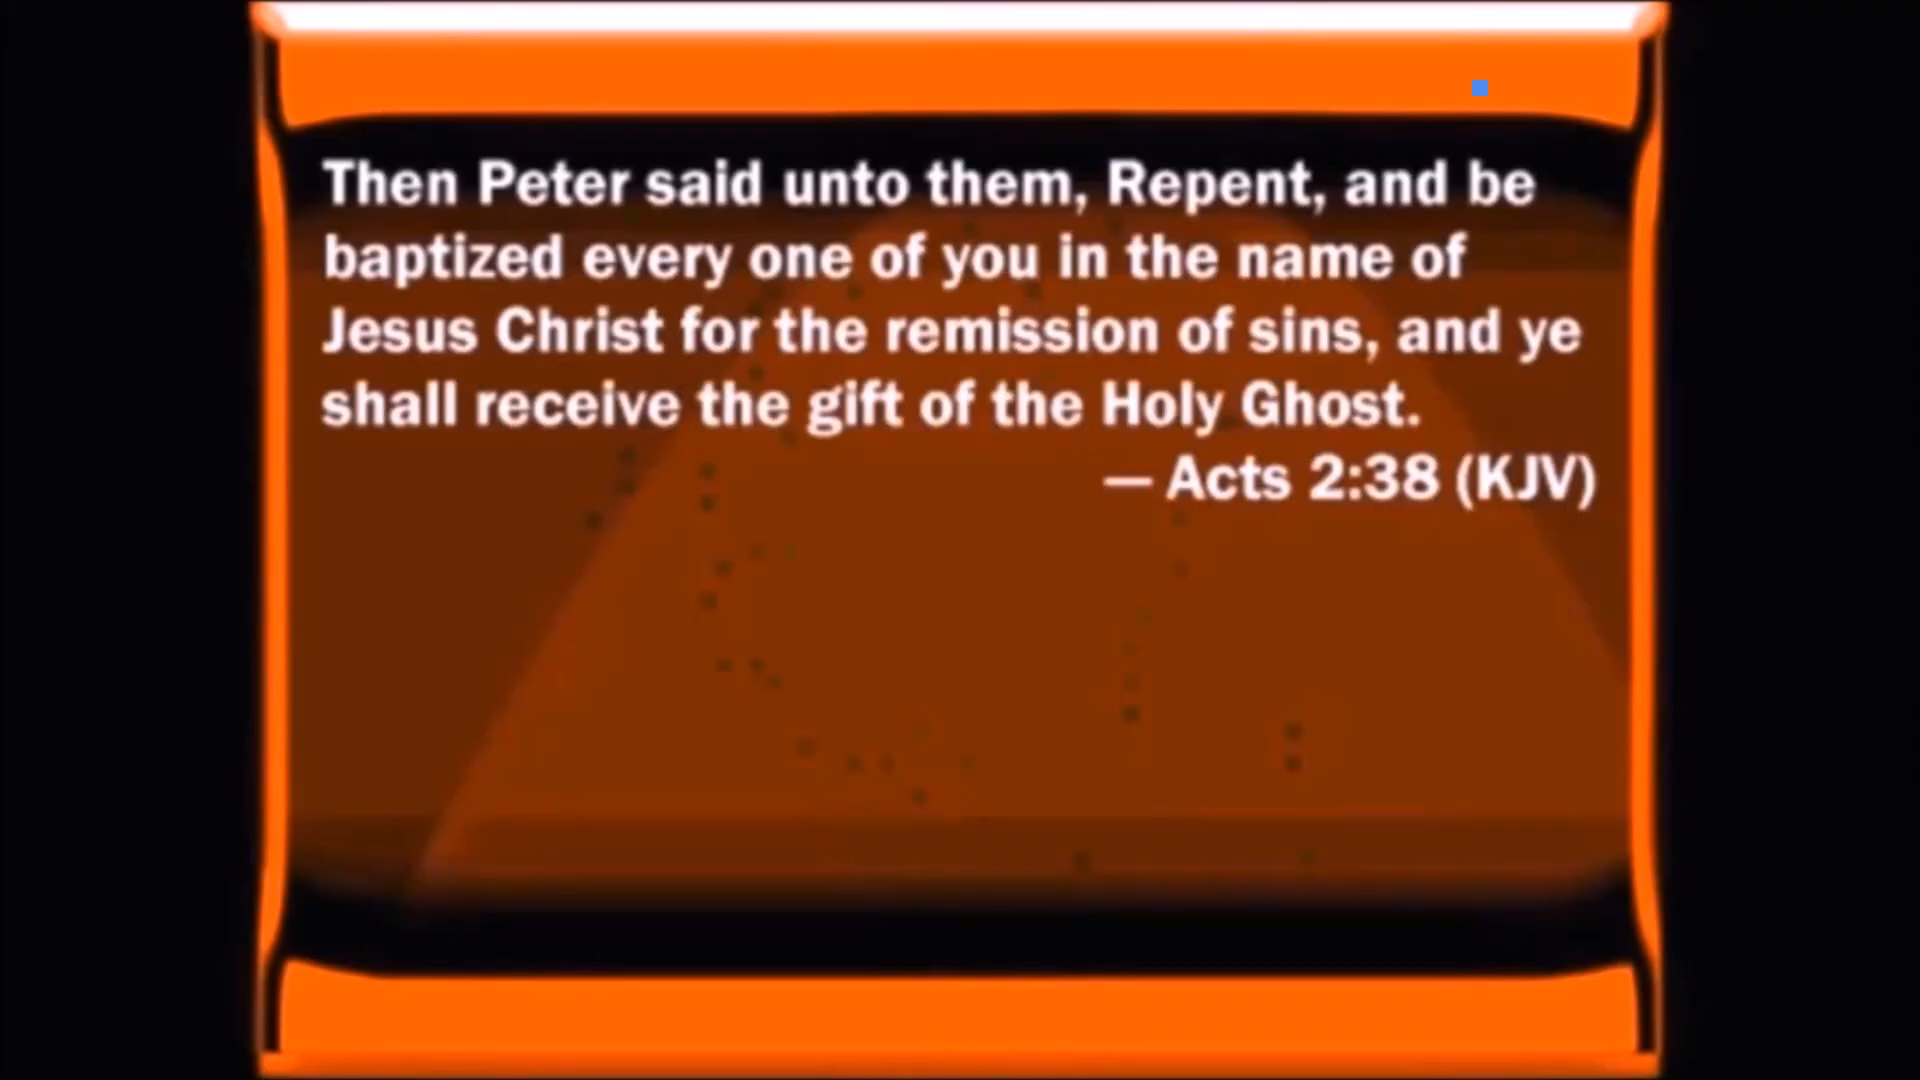 Then Peter said unto them, Repent, and be
baptized every one of you in the name of
Jesus Christ for the remission of sins, and ye
shall receive the gift of the Holy Ghost.
— Acts 2:38 (KJV)